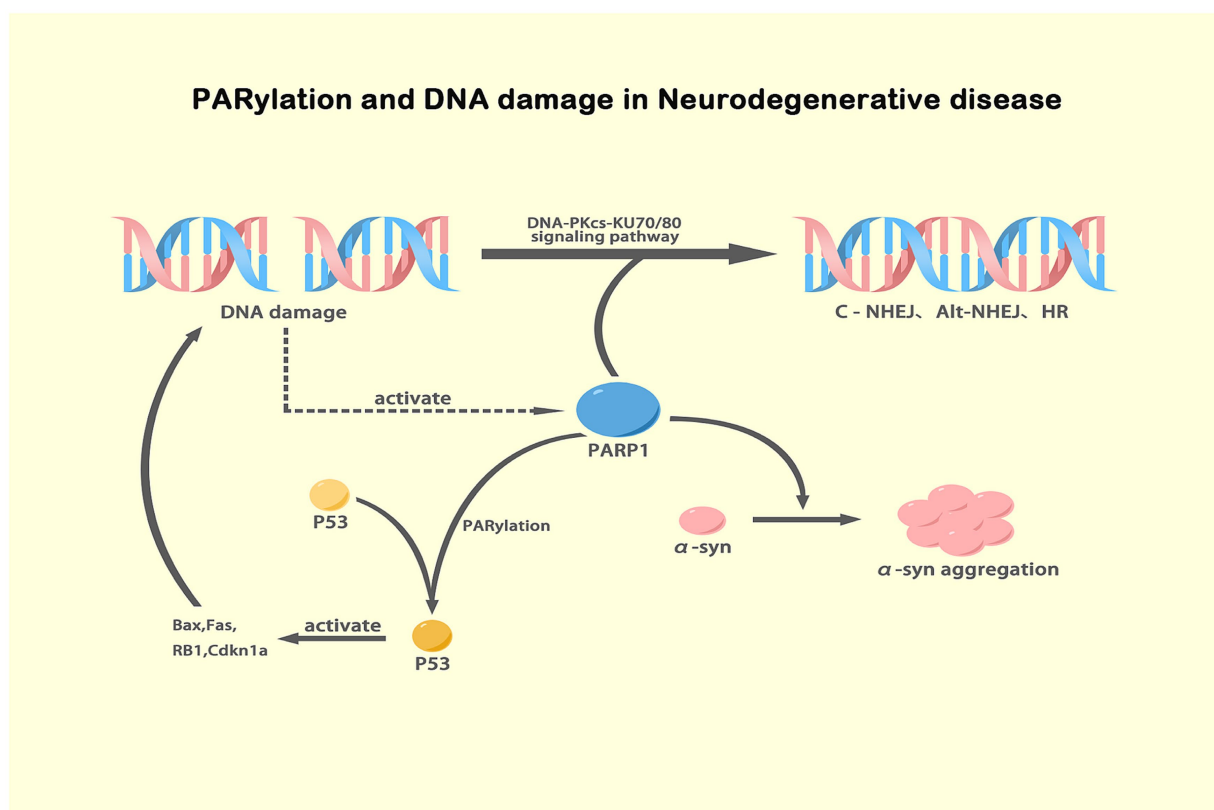 PARylation and DNA damage in Neurodegenerative disease
DNA-PKcs-KU70/80
signaling pathway
DNA damage
C - NHEJ、Alt-NHEJ、HR
activate
PARP1
P53
PARylation
α-syn
α-syn aggregation
Bax,Fas,
RB1,Cdkn1a
activate
P53